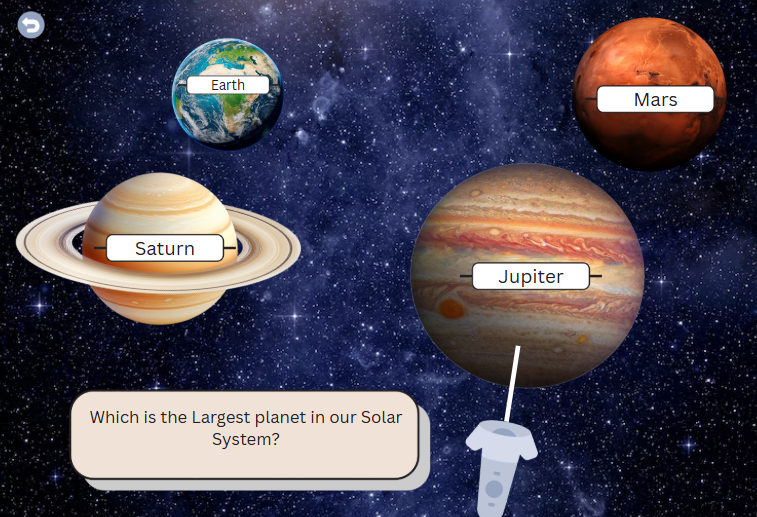 Earth
Mars
Saturn
Jupiter
Which is the Largest planet in our Solar
System?